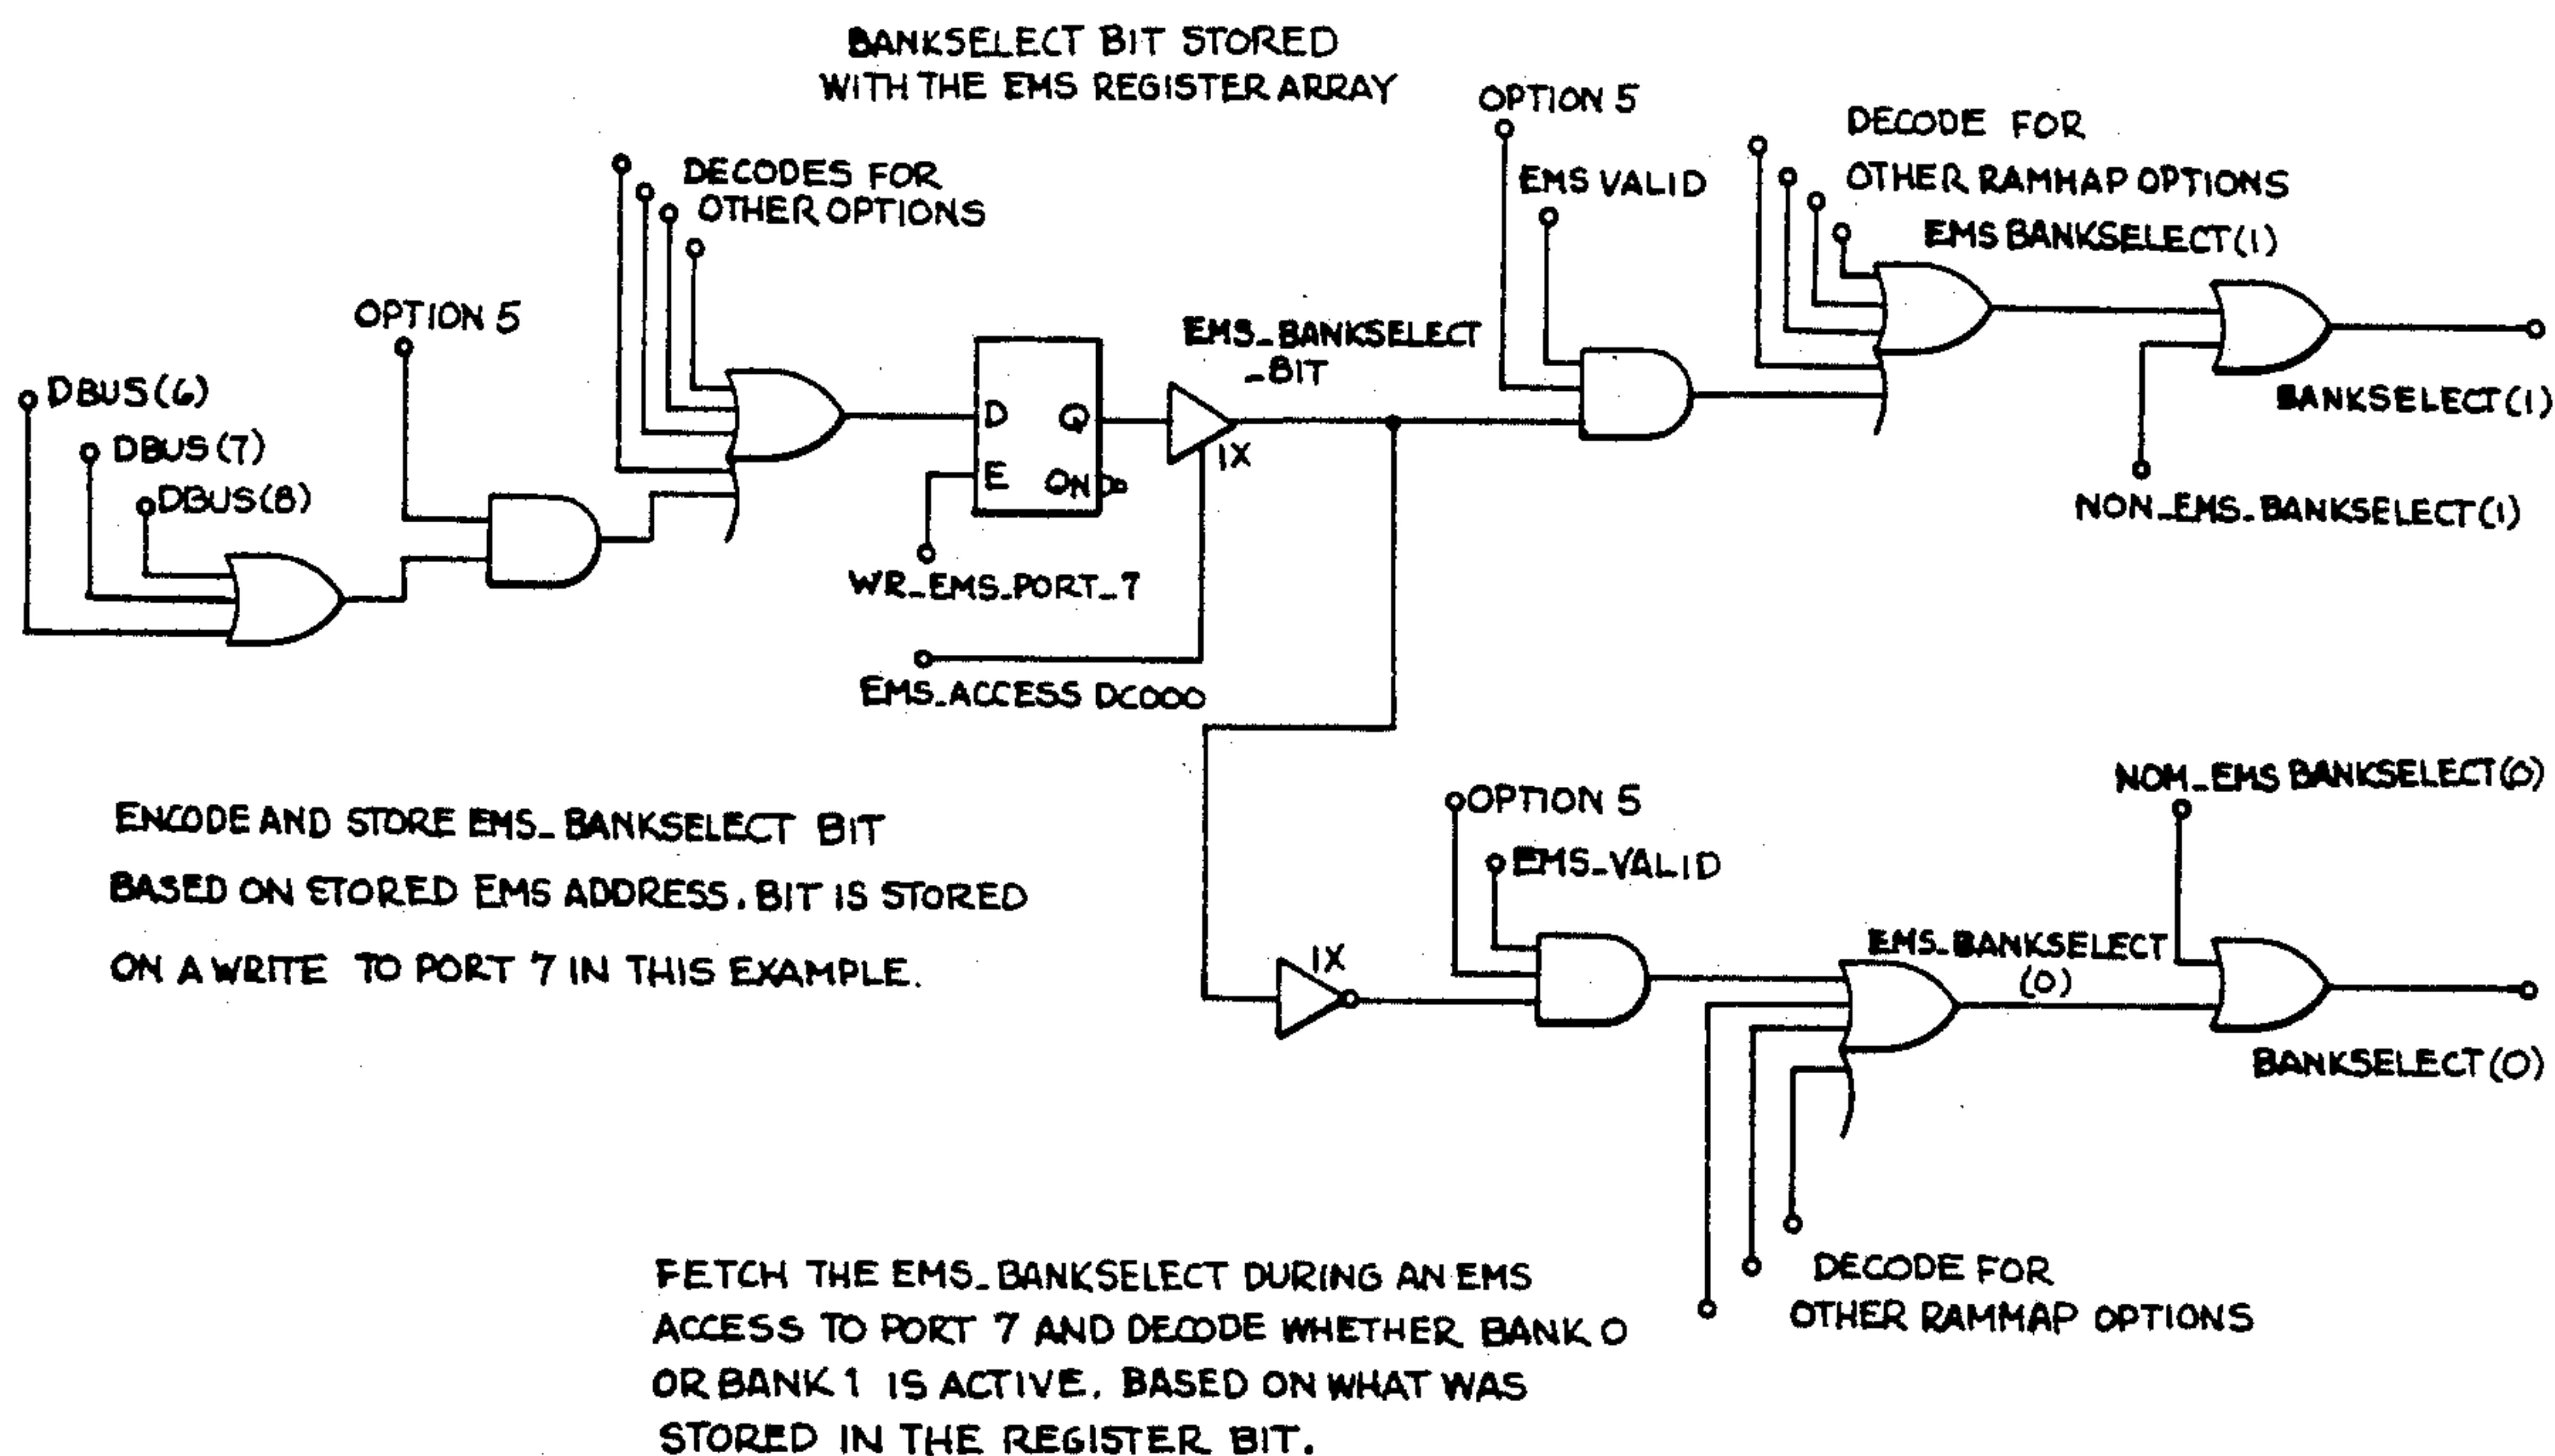 BANKSELECT BIT STORED
WITH THE EMS REGISTER ARRAY
OPTION 5
DECODE FOR
OTHER RAMMAP OPTIONS
EMS VALID
EMS BANKSELECT(1)
DECODES FOR
OTHER OPTIONS
OPTION 5
EMS_BANKSELECT
_BIT
DBUS(6)
DBUS(7)
DBUS(8)
D
Q
E
QN
1X
BANKSELECT(1)
NON_EMS_BANKSELECT(1)
WR_EMS_PORT_7
EMS_ACCESS DC000
NOM_EMS BANKSELECT(0)
OPTION 5
EMS_VALID
ENCODE AND STORE EMS_BANKSELECT BIT
BASED ON STORED EMS ADDRESS. BIT IS STORED
ON A WRITE TO PORT 7 IN THIS EXAMPLE.
1X
EMS_BANKSELECT
(0)
BANKSELECT(0)
DECODE FOR
OTHER RAMMAP OPTIONS
FETCH THE EMS_BANKSELECT DURING AN EMS
ACCESS TO PORT 7 AND DECODE WHETHER BANK 0
OR BANK 1 IS ACTIVE. BASED ON WHAT WAS
STORED IN THE REGISTER BIT.